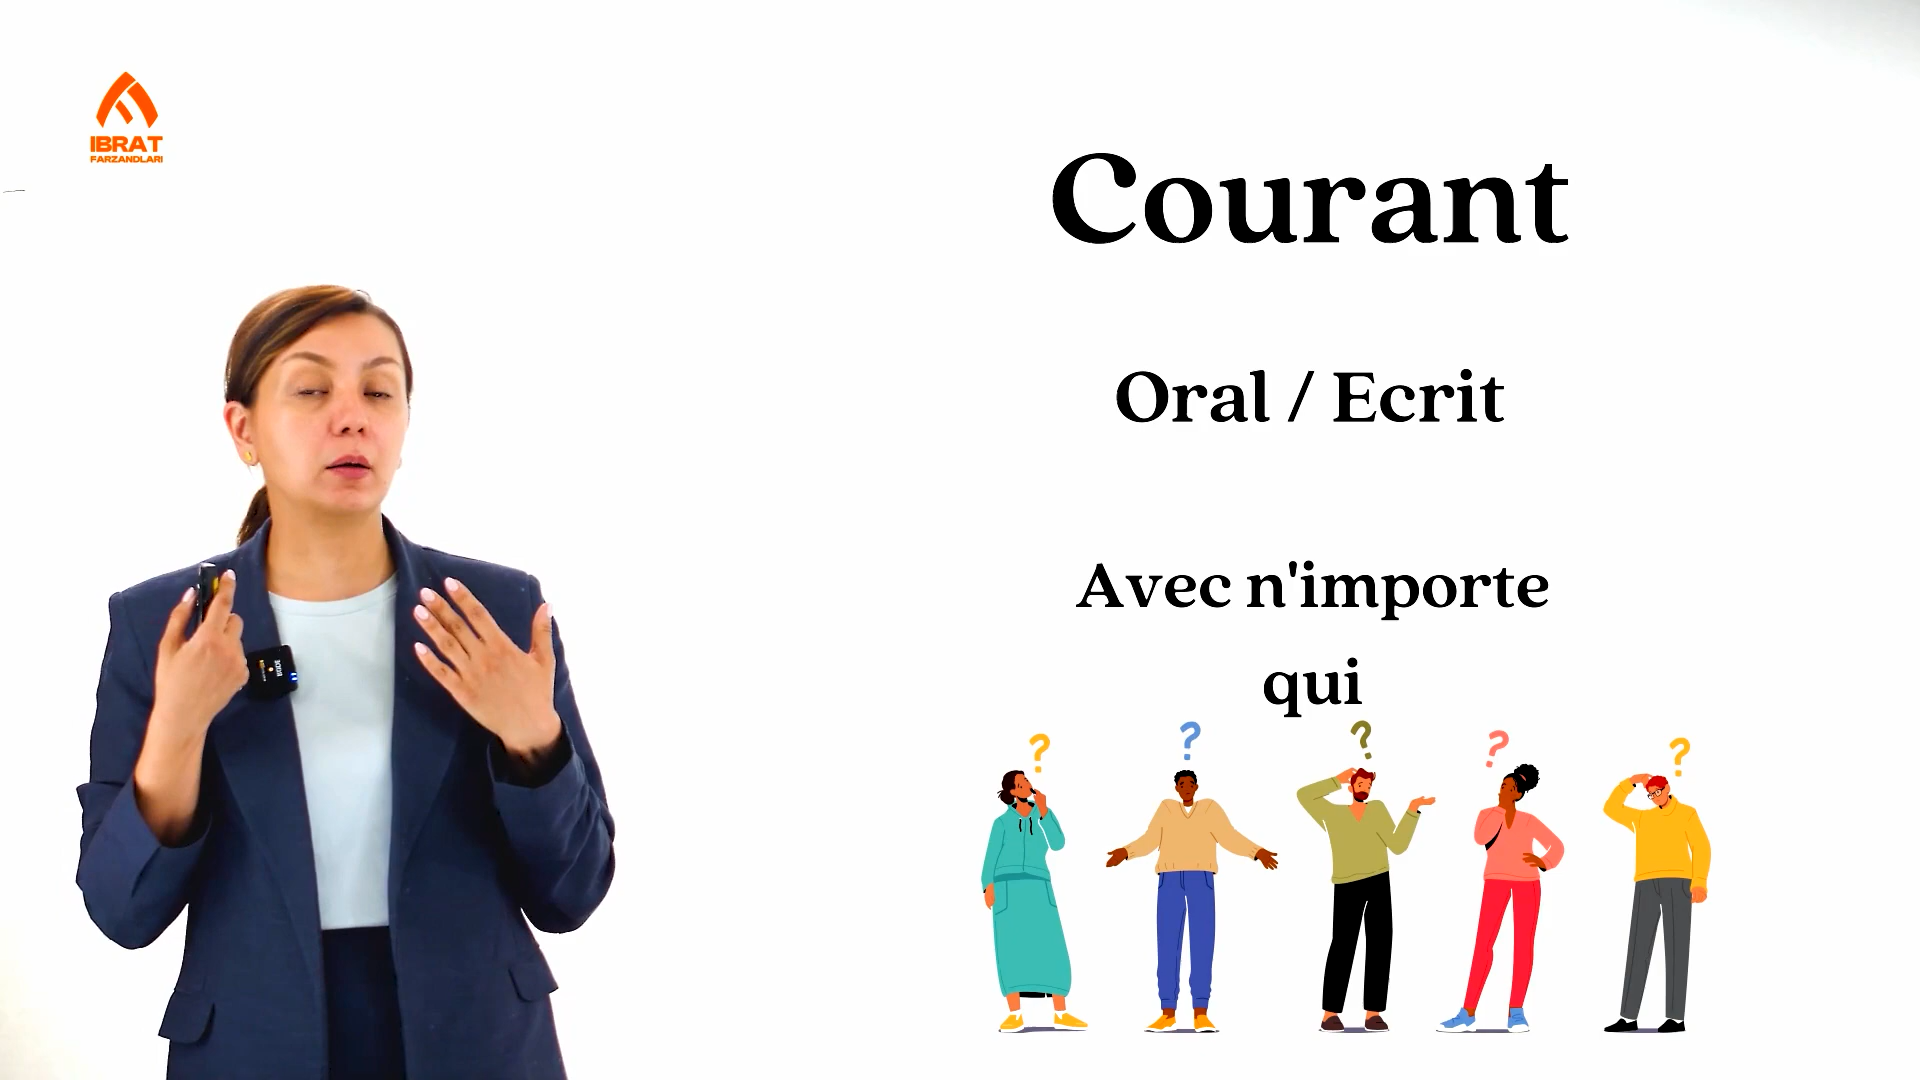 IBRAT
FARZANDLARI
Courant
Oral / Ecrit
Avec n'importe
qui
? ? ? ? ?